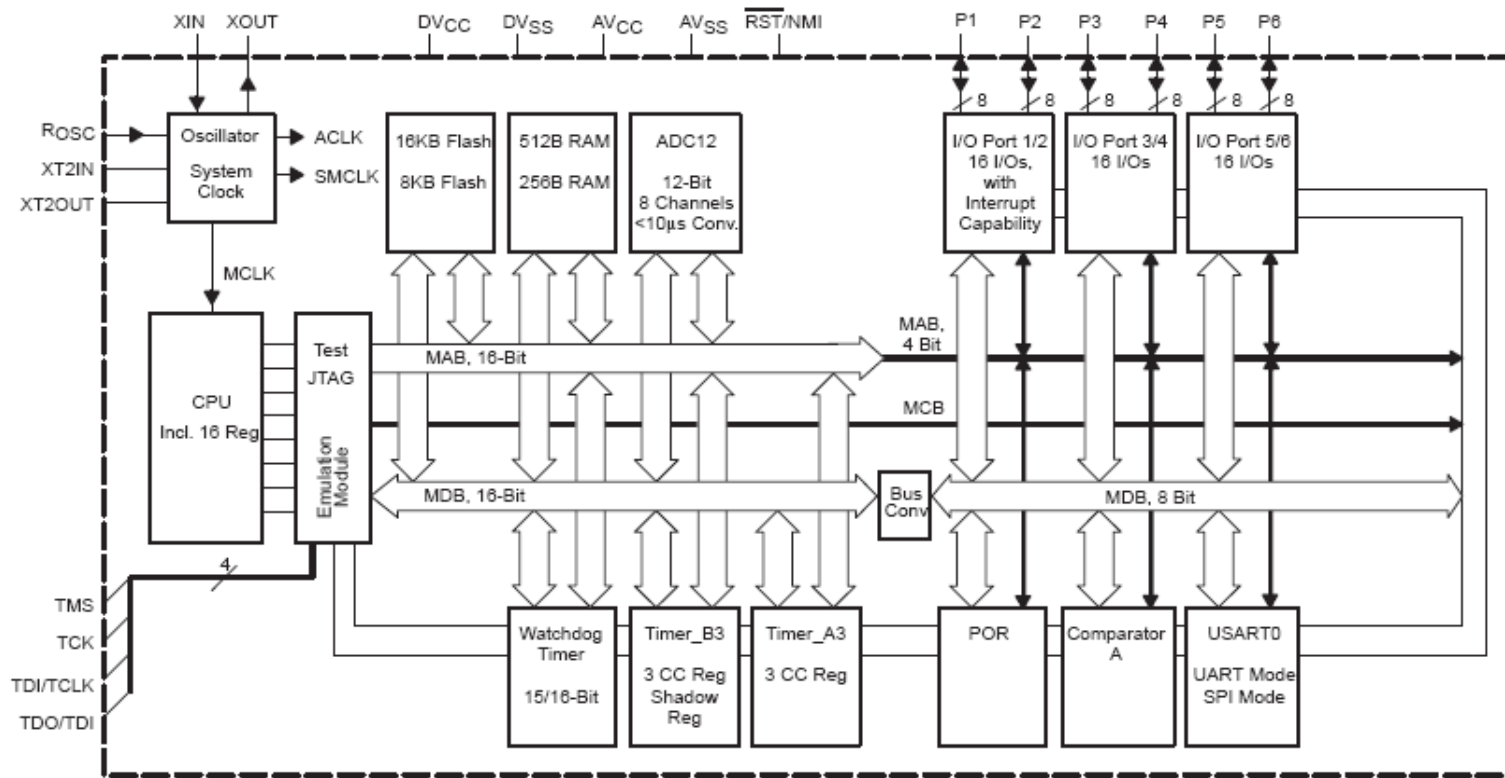 XIN
XOUT
DVCC
DVSS
AVCC
AVSS
RST/NMI
P1
P2
P3
P4
P5
P6
8
8
8
8
8
8
ROSC
XT2IN
XT2OUT
Oscillator
System
Clock
ACLK
SMCLK
MCLK
16KB Flash
8KB Flash
512B RAM
256B RAM
ADC12
12-Bit
8 Channels
<10µs Conv.
I/O Port 1/2
16 I/Os,
with
Interrupt
Capability
I/O Port 3/4
16 I/Os
I/O Port 5/6
16 I/Os
CPU
Incl. 16 Reg
Test
JTAG
Emulation
Module
MAB, 16-Bit
MAB,
4 Bit
MCB
MDB, 16-Bit
Bus
Conv
MDB, 8 Bit
4
TMS
TCK
TDI/TCLK
TDO/TDI
Watchdog
Timer
15/16-Bit
Timer_B3
3 CC Reg
Shadow
Reg
Timer_A3
3 CC Reg
POR
Comparator
A
USART0
UART Mode
SPI Mode